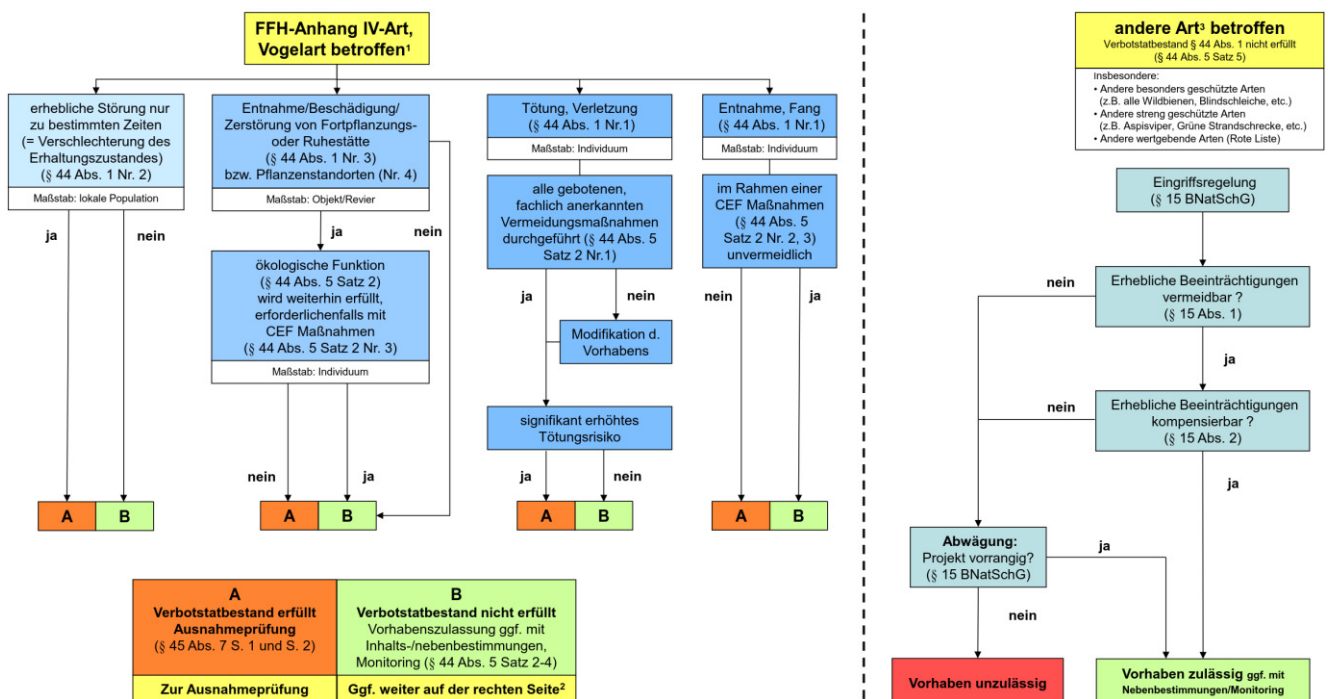 FFH-Anhang IV-Art,
Vogelart betroffen¹
erhebliche Störung nur
zu bestimmten Zeiten
(= Verschlechterung des
Erhaltungszustandes)
(§ 44 Abs. 1 Nr. 2)
Maßstab: lokale Population
ja
nein
A
B
Entnahme/Beschädigung/
Zerstörung von Fortpflanzungs-
oder Ruhestätte
(§ 44 Abs. 1 Nr. 3)
bzw. Pflanzenstandorten (Nr. 4)
Maßstab: Objekt/Revier
ja
nein
ökologische Funktion
(§ 44 Abs. 5 Satz 2)
wird weiterhin erfüllt,
erforderlichenfalls mit
CEF Maßnahmen
(§ 44 Abs. 5 Satz 2 Nr. 3)
Maßstab: Individuum
nein
ja
A
B
Tötung, Verletzung
(§ 44 Abs. 1 Nr.1)
Maßstab: Individuum
alle gebotenen,
fachlich anerkannten
Vermeidungsmaßnahmen
durchgeführt (§ 44 Abs. 5
Satz 2 Nr.1)
ja
nein
Modifikation d.
Vorhabens
signifikant erhöhtes
Tötungsrisiko
ja
nein
A
B
Entnahme, Fang
(§ 44 Abs. 1 Nr.1)
Maßstab: Individuum
im Rahmen einer
CEF Maßnahmen
(§ 44 Abs. 5
Satz 2 Nr. 2, 3)
unvermeidlich
nein
ja
A
B
A
Verbotstatbestand erfüllt
Ausnahmeprüfung
(§ 45 Abs. 7 S. 1 und S. 2)
Zur Ausnahmeprüfung
B
Verbotstatbestand nicht erfüllt
Vorhabenszulassung ggf. mit
Inhalts-/nebenbestimmungen,
Monitoring (§ 44 Abs. 5 Satz 2-4)
Ggf. weiter auf der rechten Seite²
andere Art³ betroffen
Verbotstatbestand § 44 Abs. 1 nicht erfüllt
(§ 44 Abs. 5 Satz 5)
Insbesondere:
• Andere besonders geschützte Arten
(z.B. alle Wildbienen, Blindschleiche, etc.)
• Andere streng geschützte Arten
(z.B. Aspisviper, Grüne Strandschrecke, etc.)
• Andere wertgebende Arten (Rote Liste)
Eingriffsregelung
(§ 15 BNatSchG)
nein
Erhebliche Beeinträchtigungen
vermeidbar ?
(§ 15 Abs. 1)
ja
nein
Erhebliche Beeinträchtigungen
kompensierbar ?
(§ 15 Abs. 2)
ja
Abwägung:
Projekt vorrangig?
(§ 15 BNatSchG)
ja
nein
Vorhaben unzulässig
Vorhaben zulässig ggf. mit
Nebenbestimmungen/Monitoring